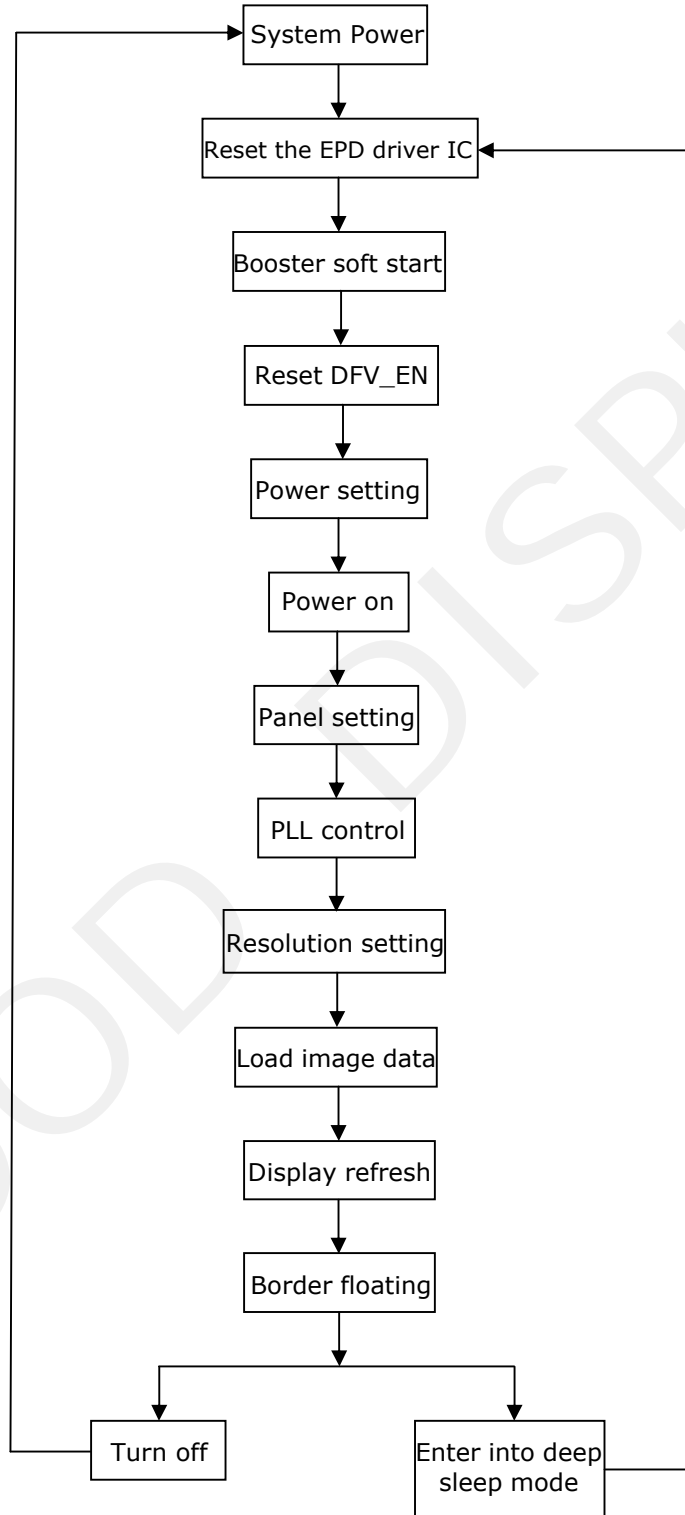 System Power
Reset the EPD driver IC
Booster soft start
Reset DFV_EN
Power setting
Power on
Panel setting
PLL control
Resolution setting
Load image data
Display refresh
Border floating
Turn off
Enter into deep
sleep mode